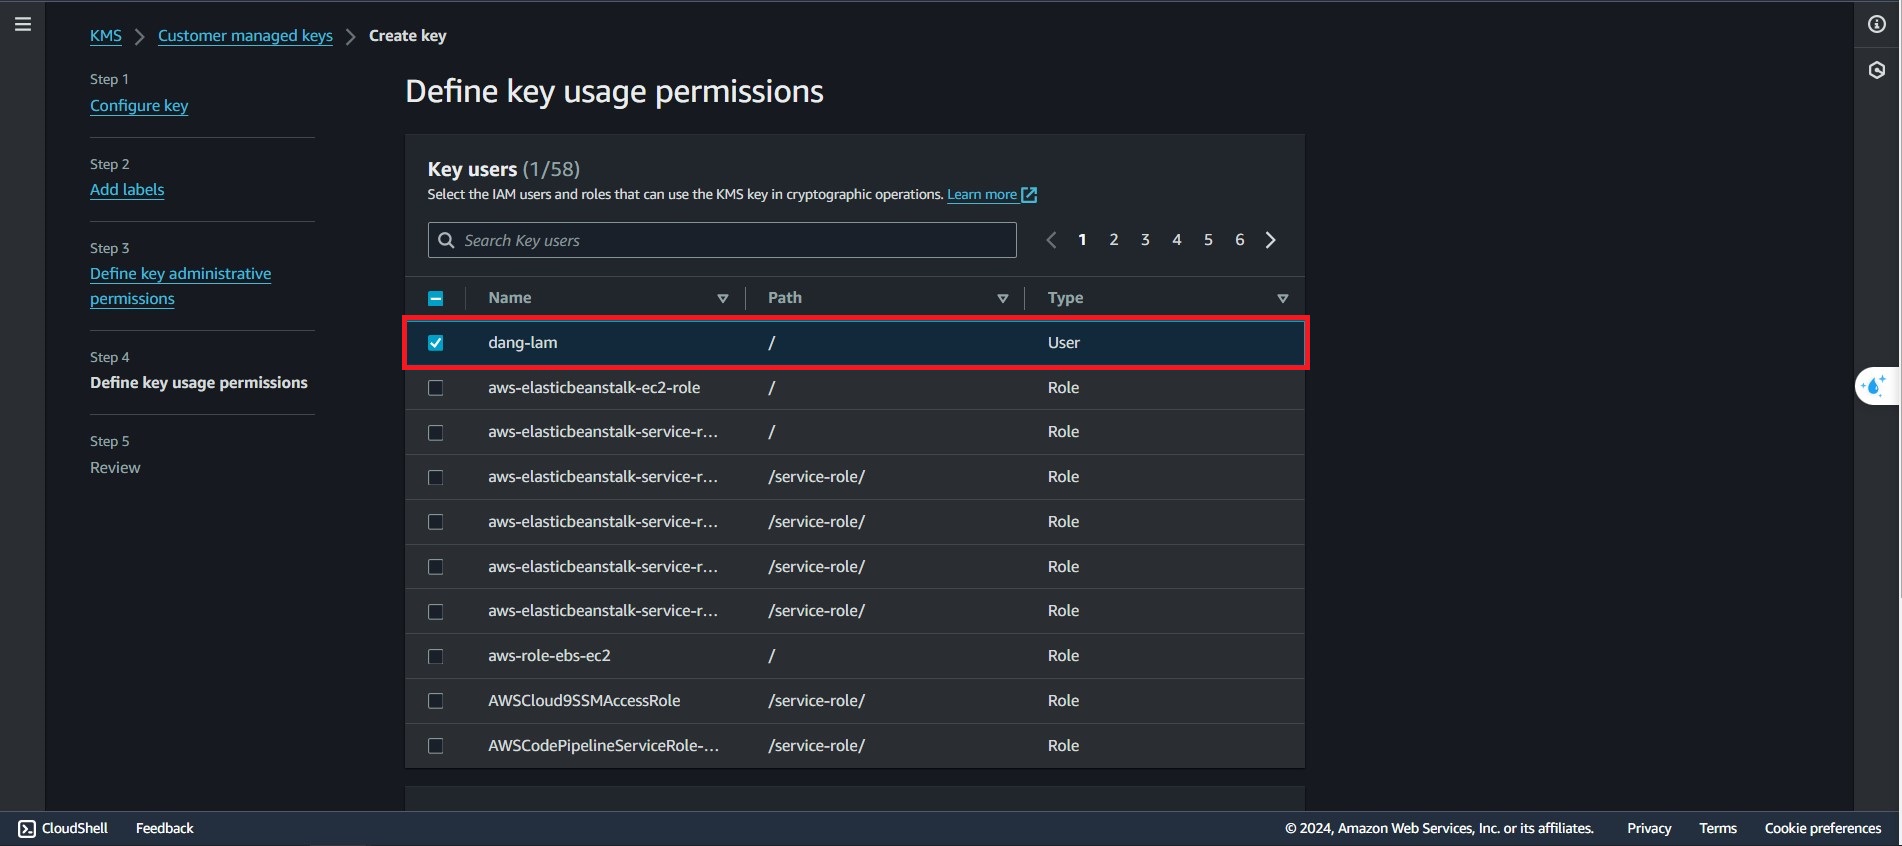 KMS > Customer managed keys > Create key
Step 1
Configure key
Step 2
Add labels
Step 3
Define key administrative
permissions
Step 4
Define key usage permissions
Step 5
Review
Define key usage permissions
Key users (1/58)
Select the IAM users and roles that can use the KMS key in cryptographic operations. Learn more
Search Key users
1 2 3 4 5 6
Name Path Type
dang-lam / User
aws-elasticbeanstalk-ec2-role / Role
aws-elasticbeanstalk-service-r... / Role
aws-elasticbeanstalk-service-r... /service-role/ Role
aws-elasticbeanstalk-service-r... /service-role/ Role
aws-elasticbeanstalk-service-r... /service-role/ Role
aws-elasticbeanstalk-service-r... /service-role/ Role
aws-role-ebs-ec2 / Role
AWSCloud9SSMAccessRole /service-role/ Role
AWSCodePipelineServiceRole-... /service-role/ Role
CloudShell Feedback © 2024, Amazon Web Services, Inc. or its affiliates. Privacy Terms Cookie preferences